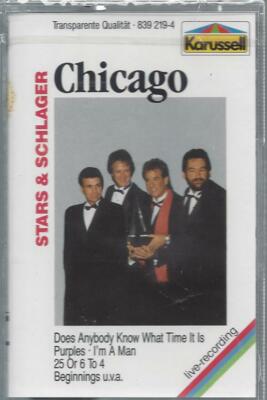 Transparente Qualität · 839 219-4
Karussell
Chicago
STARS & SCHLAGER
Does Anybody Know What Time It Is
Purples · I'm A Man
25 Or 6 To 4
Beginnings u.v.a.
live-recording